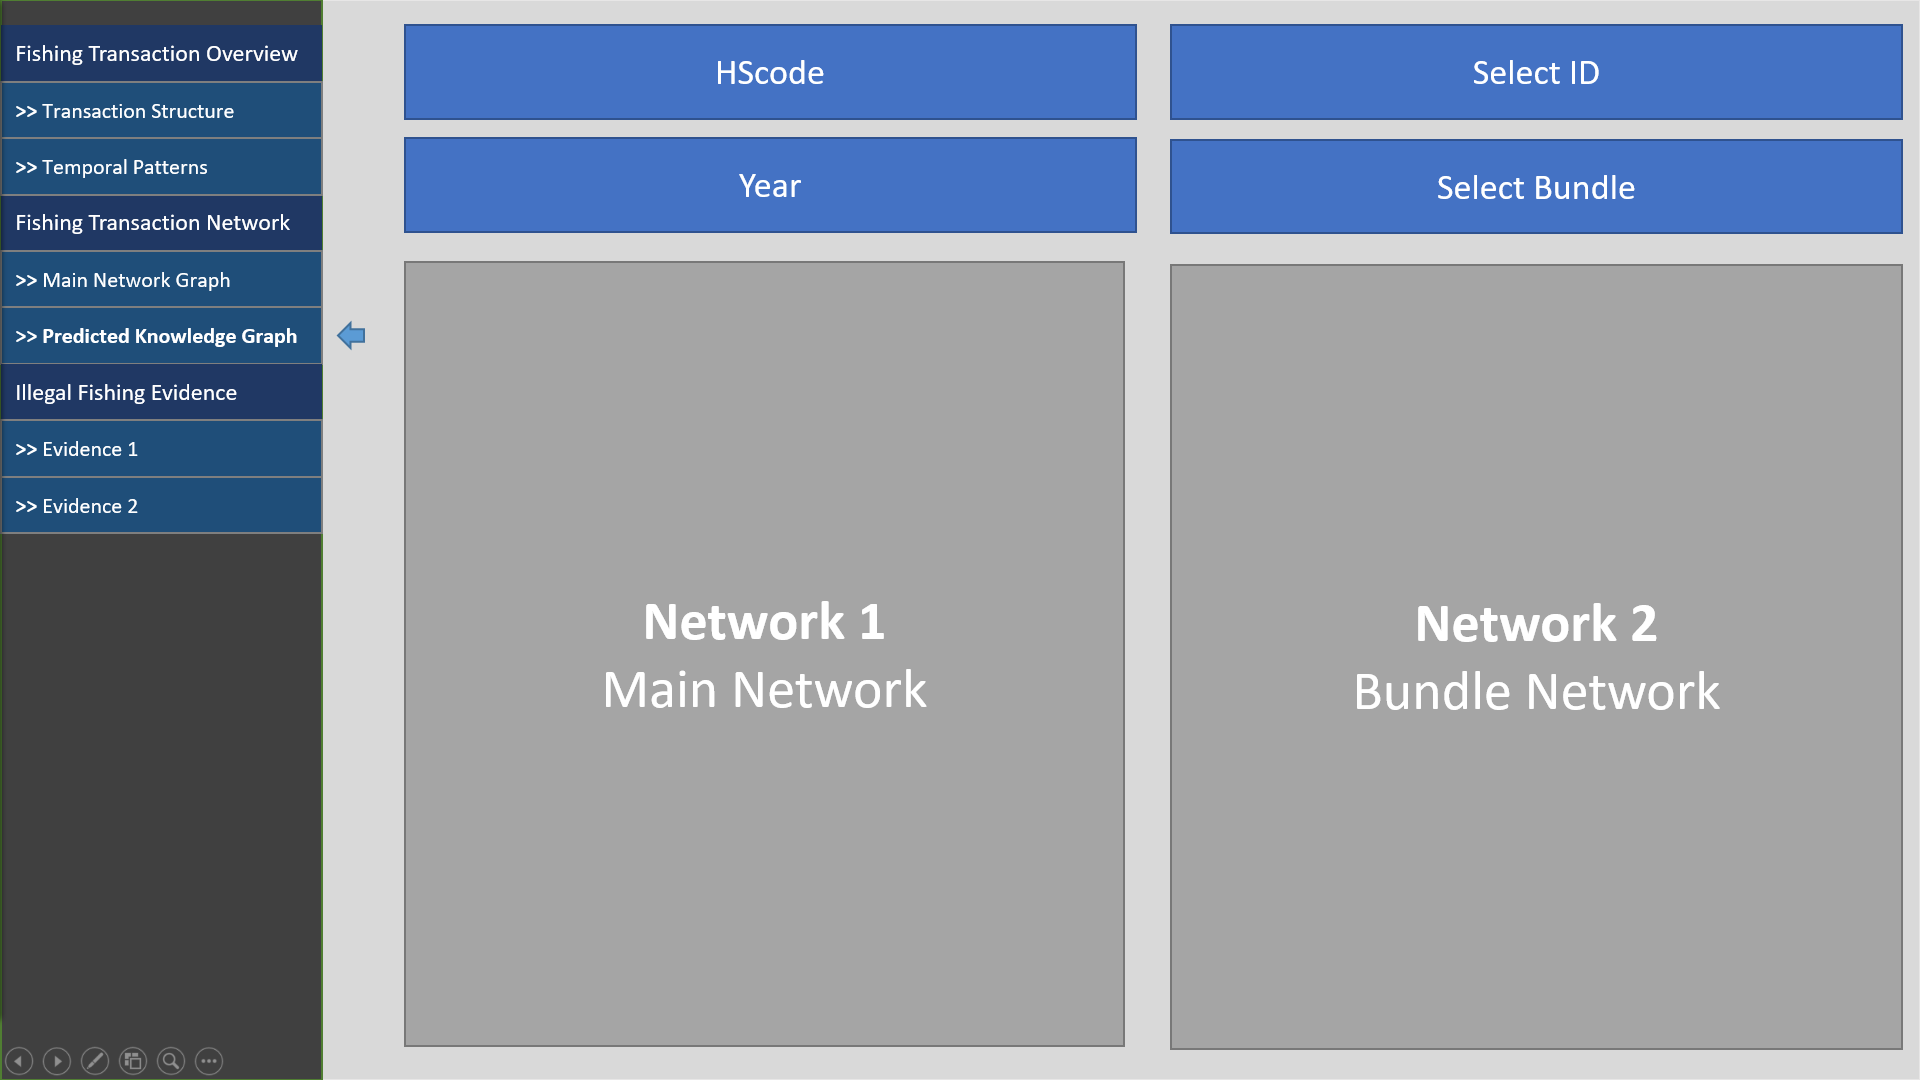 Fishing Transaction Overview
>> Transaction Structure
>> Temporal Patterns
Fishing Transaction Network
>> Main Network Graph
>> Predicted Knowledge Graph
Illegal Fishing Evidence
>> Evidence 1
>> Evidence 2
HScode
Select ID
Year
Select Bundle
Network 1
Main Network
Network 2
Bundle Network